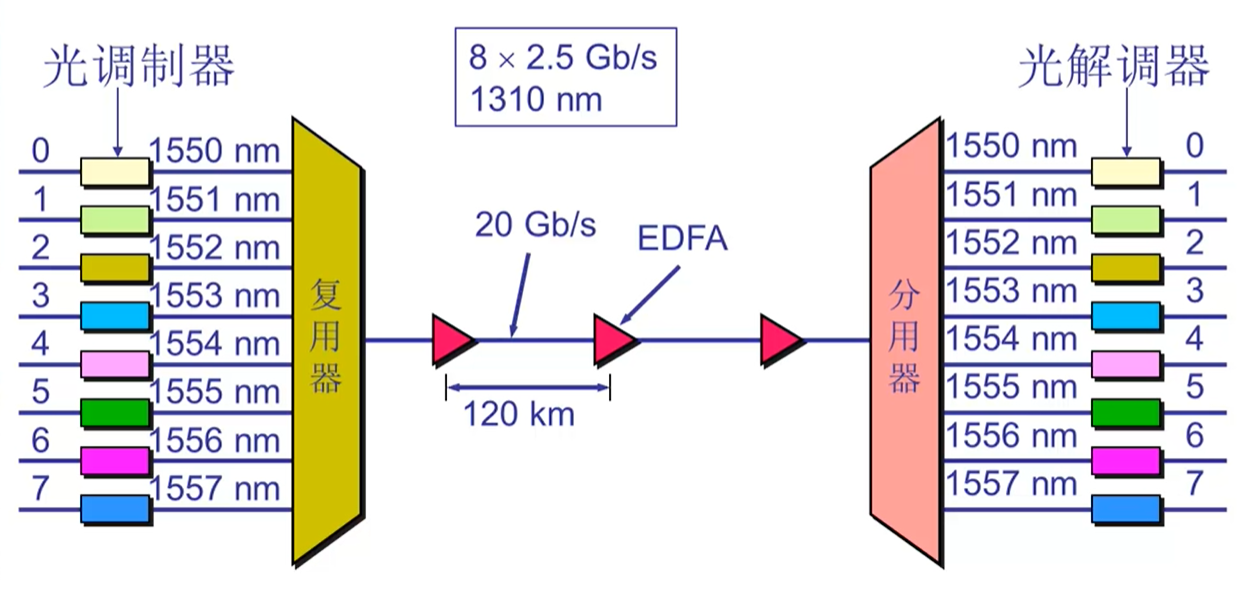 光调制器
8 × 2.5 Gb/s
1310 nm
光解调器
0 1550 nm
1 1551 nm
2 1552 nm
3 1553 nm
4 1554 nm
5 1555 nm
6 1556 nm
7 1557 nm
复用器
20 Gb/s
EDFA
120 km
分用器
1550 nm 0
1551 nm 1
1552 nm 2
1553 nm 3
1554 nm 4
1555 nm 5
1556 nm 6
1557 nm 7